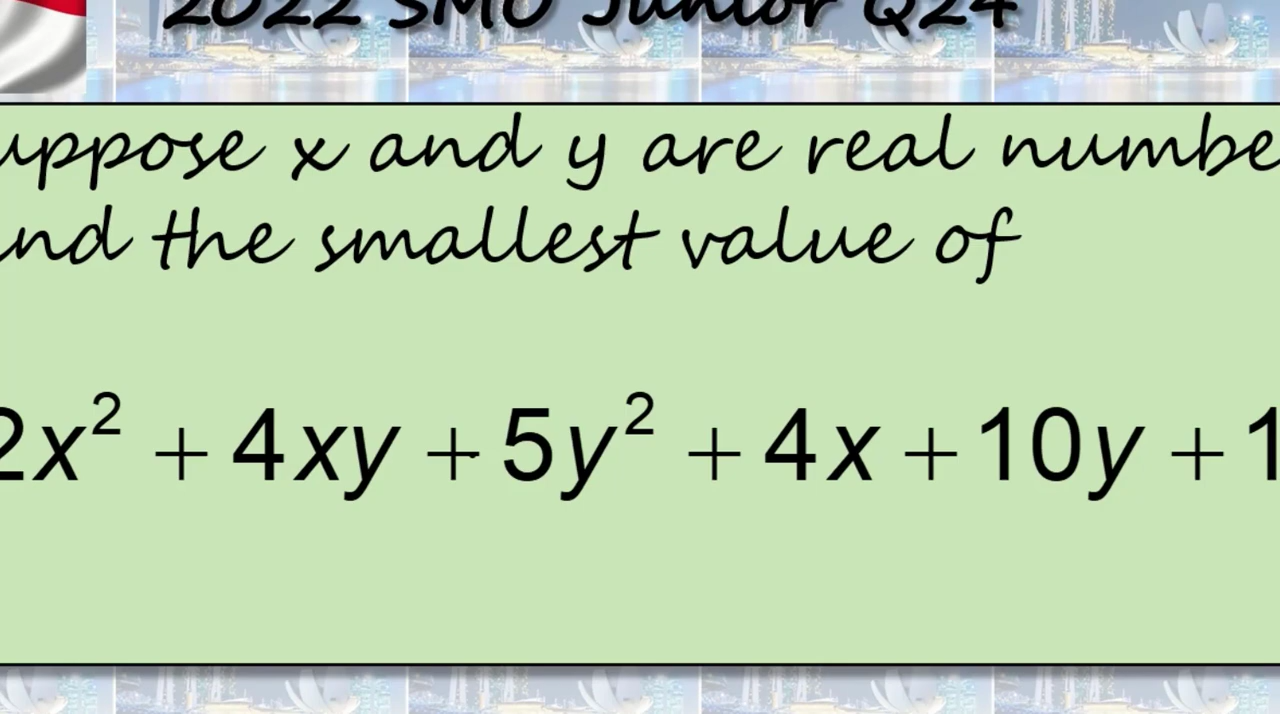 2022 SMO Junior Q24
uppose x and y are real numbe
nd the smallest value of
2x² + 4xy + 5y² + 4x + 10y + 1